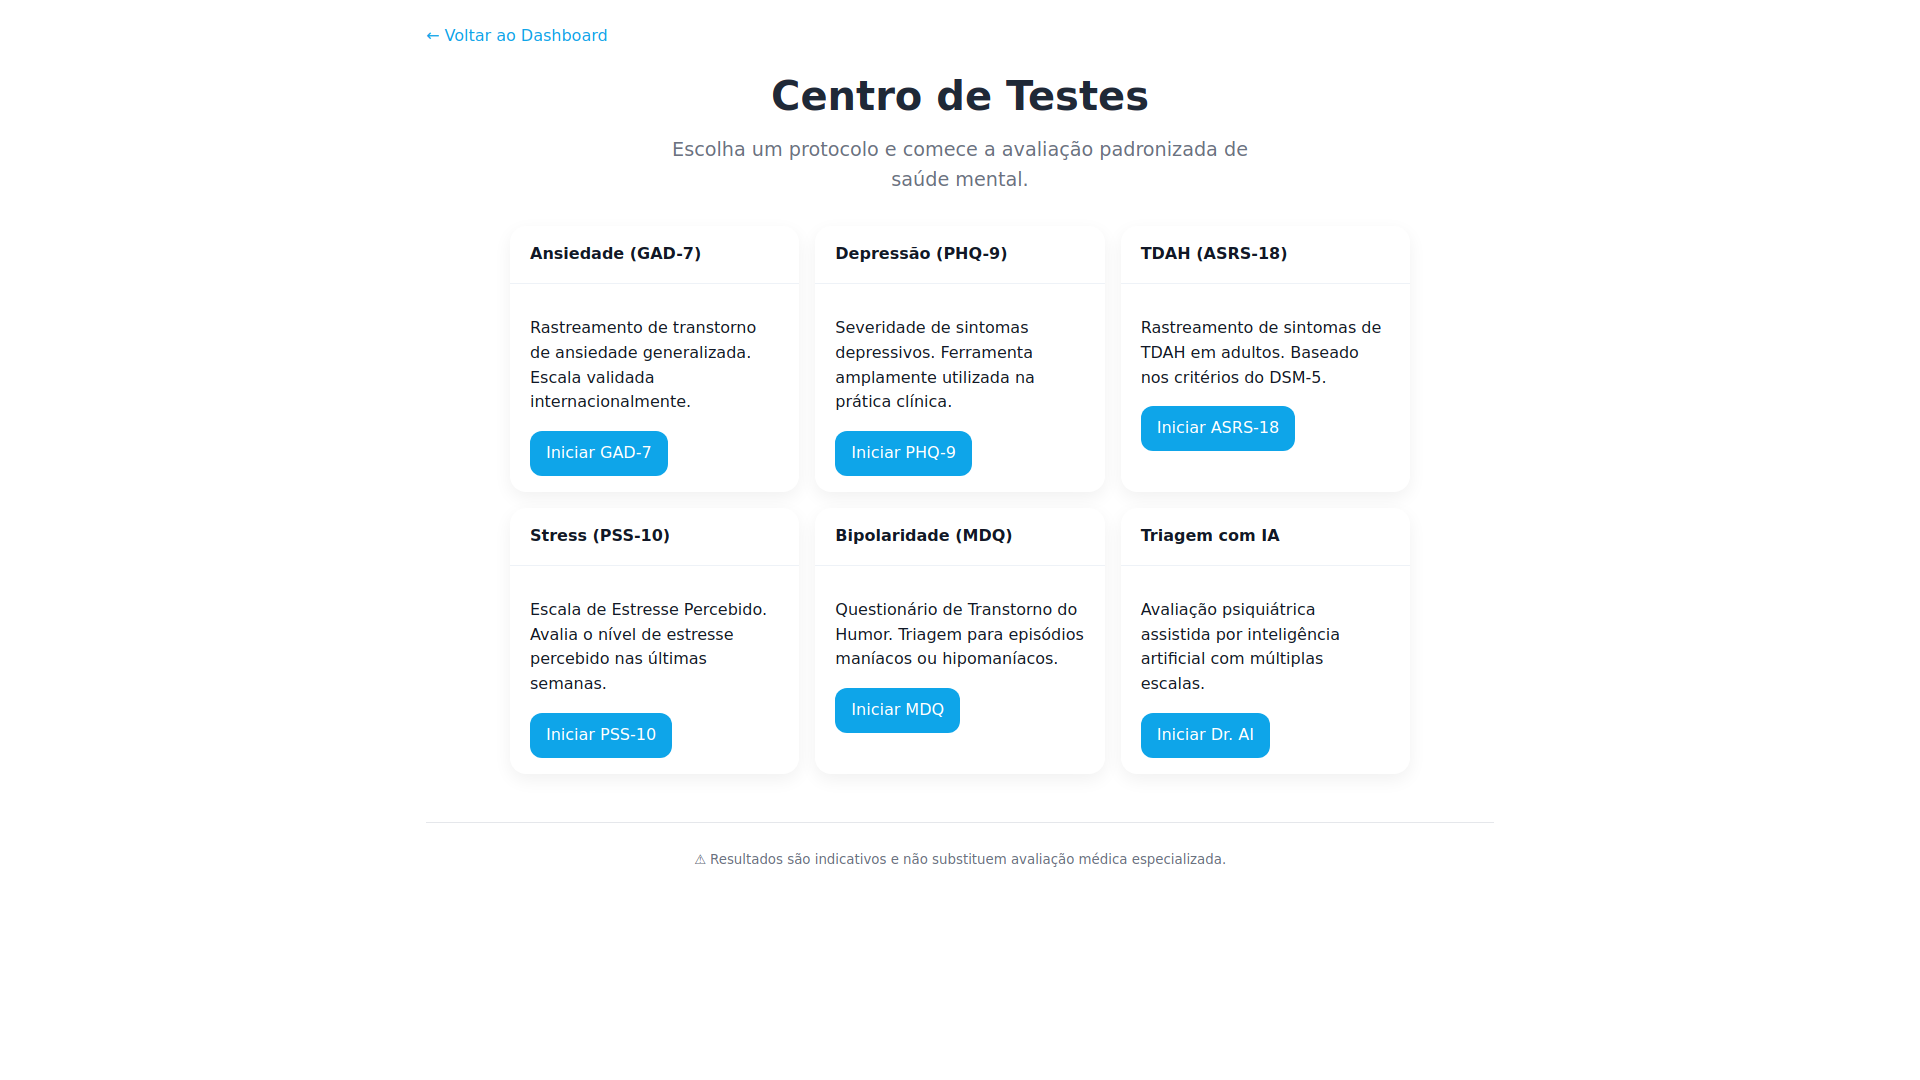 ← Voltar ao Dashboard
Centro de Testes
Escolha um protocolo e comece a avaliação padronizada de
saúde mental.
Ansiedade (GAD-7)
Rastreamento de transtorno
de ansiedade generalizada.
Escala validada
internacionalmente.
Iniciar GAD-7
Depressão (PHQ-9)
Severidade de sintomas
depressivos. Ferramenta
amplamente utilizada na
prática clínica.
Iniciar PHQ-9
TDAH (ASRS-18)
Rastreamento de sintomas de
TDAH em adultos. Baseado
nos critérios do DSM-5.
Iniciar ASRS-18
Stress (PSS-10)
Escala de Estresse Percebido.
Avalia o nível de estresse
percebido nas últimas
semanas.
Iniciar PSS-10
Bipolaridade (MDQ)
Questionário de Transtorno do
Humor. Triagem para episódios
maníacos ou hipomaníacos.
Iniciar MDQ
Triagem com IA
Avaliação psiquiátrica
assistida por inteligência
artificial com múltiplas
escalas.
Iniciar Dr. AI
⚠ Resultados são indicativos e não substituem avaliação médica especializada.